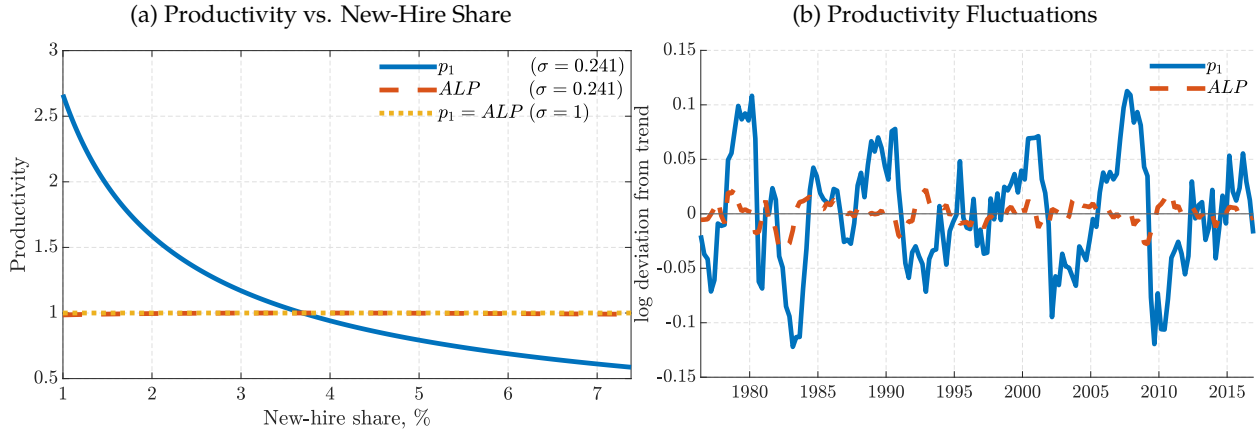 (a) Productivity vs. New-Hire Share
3
2.5
2
1.5
1
0.5
Productivity
p₁ (σ = 0.241)
ALP (σ = 0.241)
p₁ = ALP (σ = 1)
1 2 3 4 5 6 7
New-hire share, %
(b) Productivity Fluctuations
0.15
0.1
0.05
0
-0.05
-0.1
-0.15
log deviation from trend
p₁
ALP
1980 1985 1990 1995 2000 2005 2010 2015